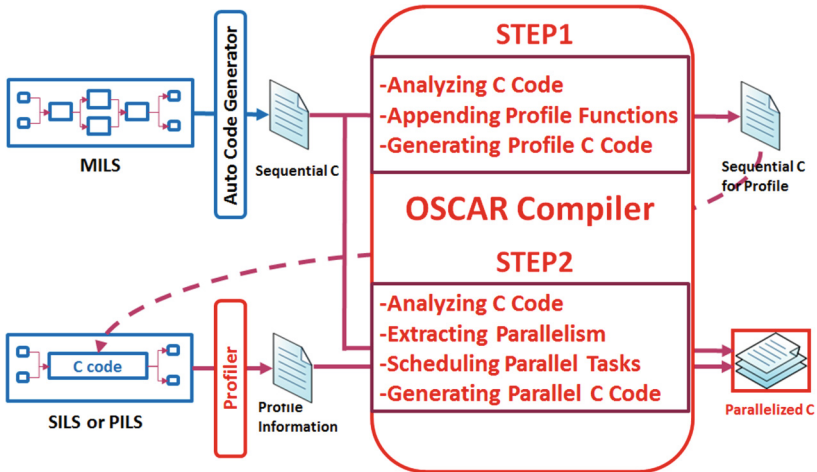 STEP1
-Analyzing C Code
-Appending Profile Functions
-Generating Profile C Code
MILS
Auto Code Generator
Sequential C
Sequential C
for Profile
OSCAR Compiler
STEP2
-Analyzing C Code
-Extracting Parallelism
-Scheduling Parallel Tasks
-Generating Parallel C Code
C code
SILS or PILS
Profiler
Profile
Information
Parallelized C